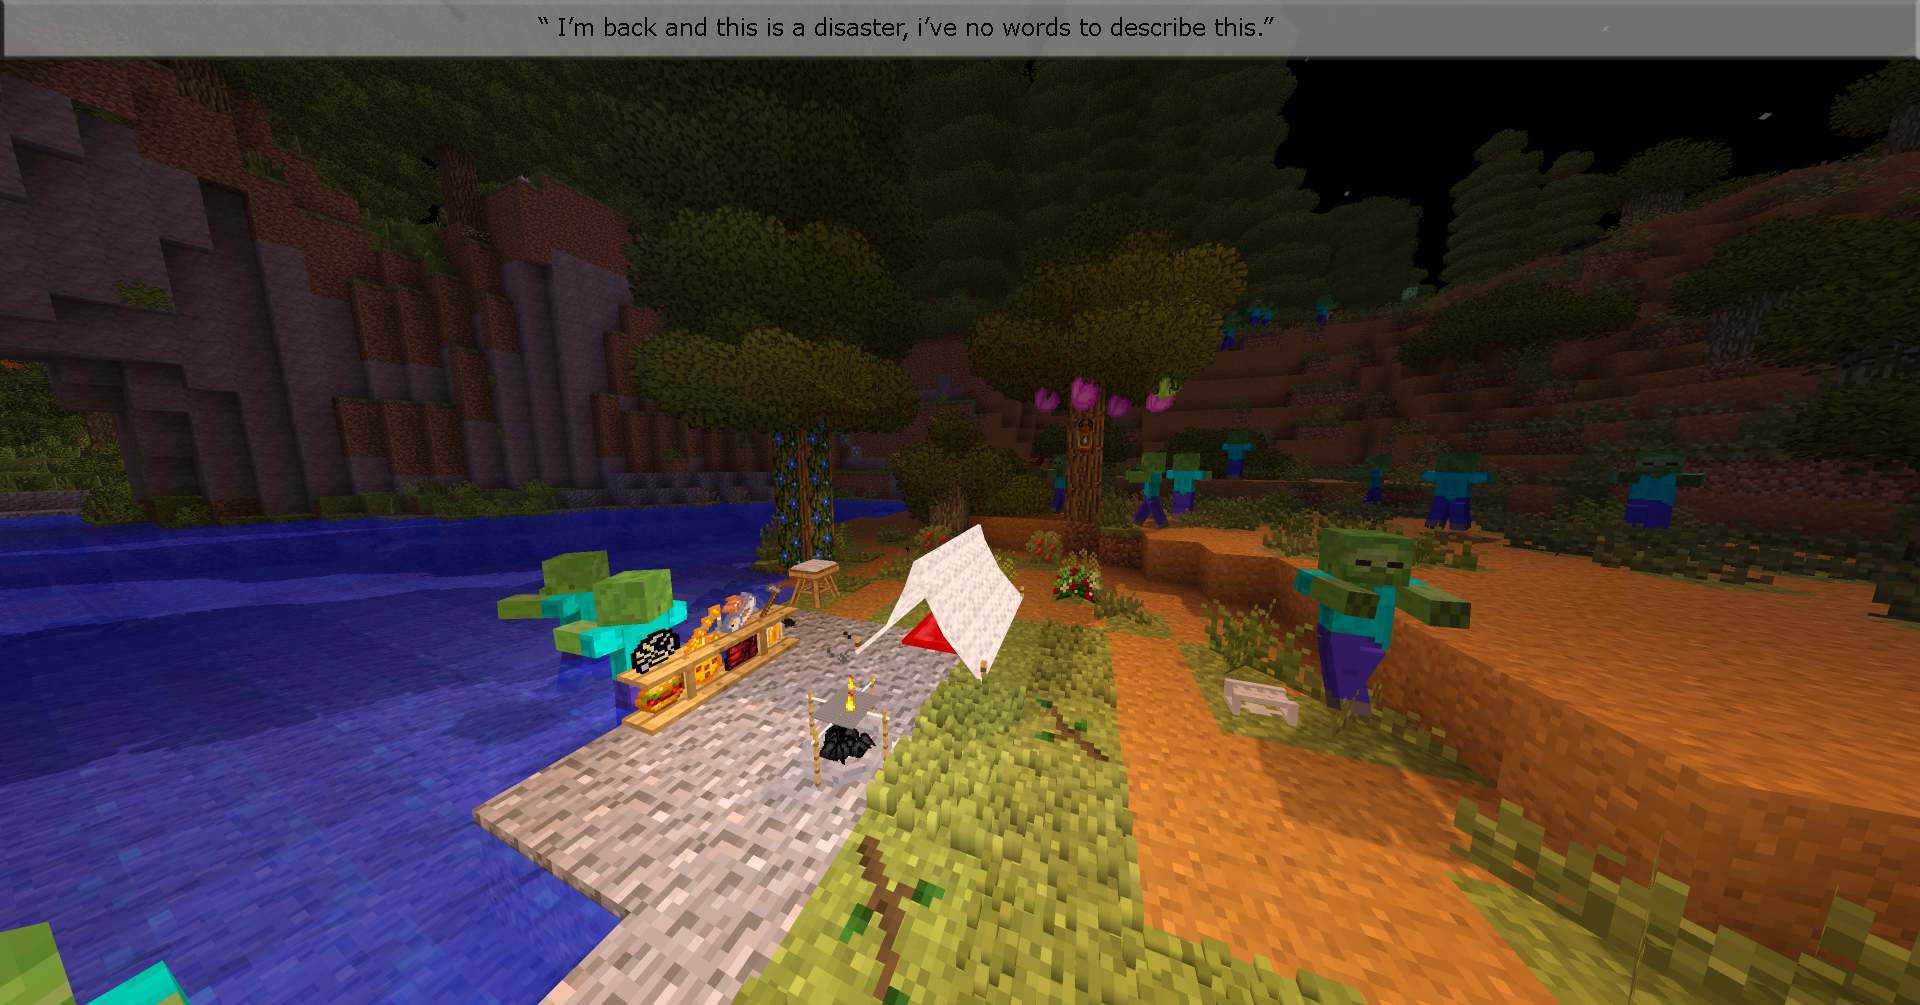 “ I’m back and this is a disaster, i’ve no words to describe this.”